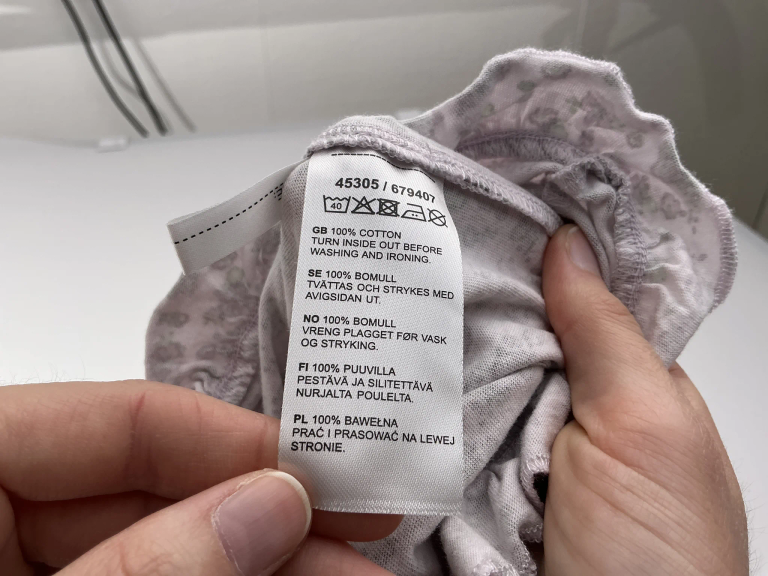 45305 / 679407
40
GB 100% COTTON
TURN INSIDE OUT BEFORE
WASHING AND IRONING.
SE 100% BOMULL
TVÄTTAS OCH STRYKES MED
AVIGSIDAN UT.
NO 100% BOMULL
VRENG PLAGGET FØR VASK
OG STRYKING.
FI 100% PUUVILLA
PESTÄVÄ JA SILITETTÄVÄ
NURJALTA POULELTA.
PL 100% BAWEŁNA
PRAĆ I PRASOWAĆ NA LEWEJ
STRONIE.